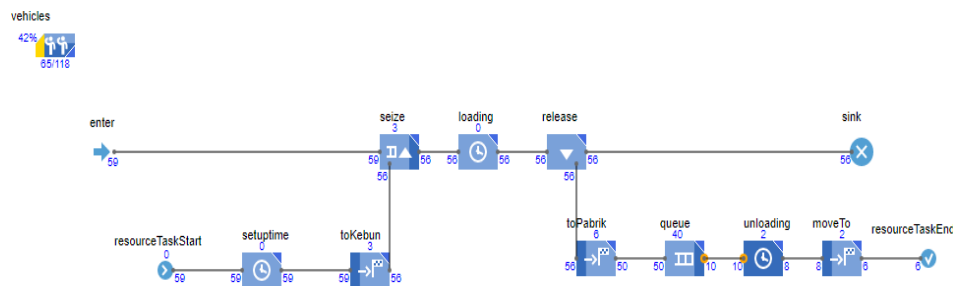 vehicles
42%
65/118
enter
59
seize
3
59
56
56
loading
0
56
56
release
56
56
56
sink
56
resourceTaskStart
0
59
setuptime
0
59
59
toKebun
3
59
56
toPabrik
6
56
50
queue
40
50
10
unloading
2
10
8
moveTo
2
8
6
resourceTaskEnd
6